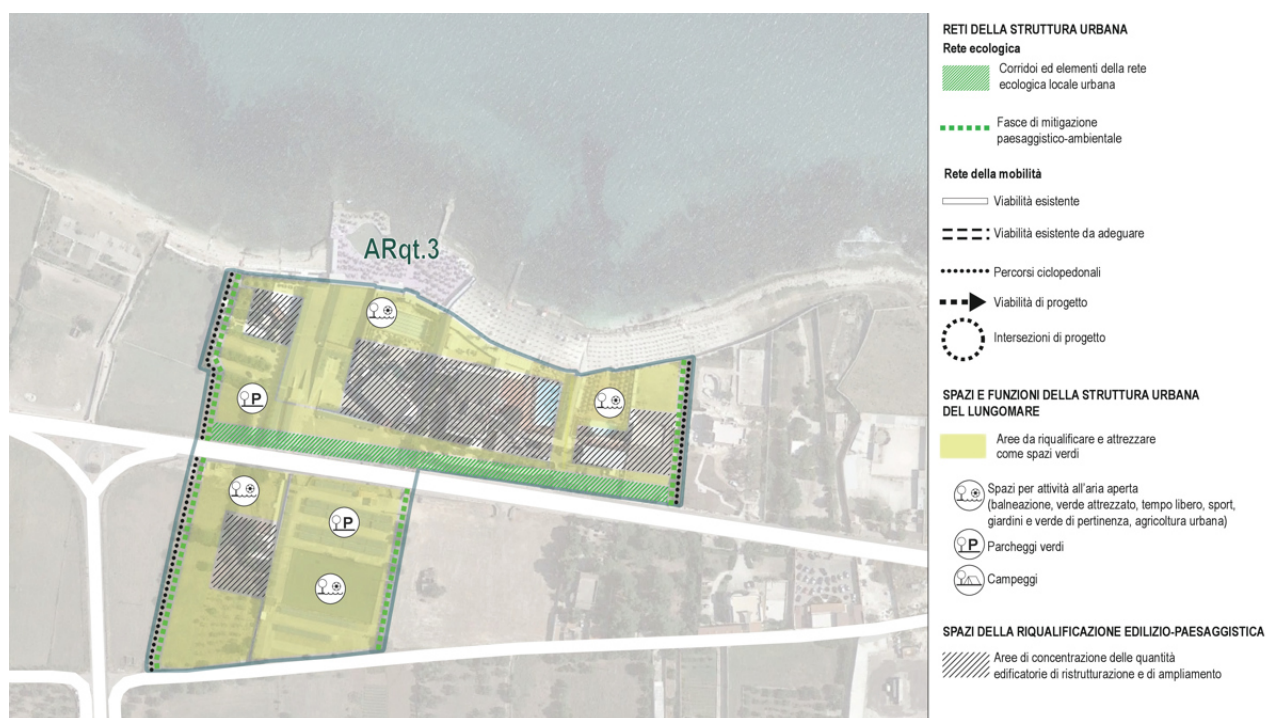 ARqt.3
P
P
RETI DELLA STRUTTURA URBANA
Rete ecologica
Corridoi ed elementi della rete
ecologica locale urbana
Fasce di mitigazione
paesaggistico-ambientale
Rete della mobilità
Viabilità esistente
Viabilità esistente da adeguare
Percorsi ciclopedonali
Viabilità di progetto
Intersezioni di progetto
SPAZI E FUNZIONI DELLA STRUTTURA URBANA
DEL LUNGOMARE
Aree da riqualificare e attrezzare
come spazi verdi
Spazi per attività all'aria aperta
(balneazione, verde attrezzato, tempo libero, sport,
giardini e verde di pertinenza, agricoltura urbana)
P Parcheggi verdi
Campeggi
SPAZI DELLA RIQUALIFICAZIONE EDILIZIO-PAESAGGISTICA
Aree di concentrazione delle quantità
edificatorie di ristrutturazione e di ampliamento